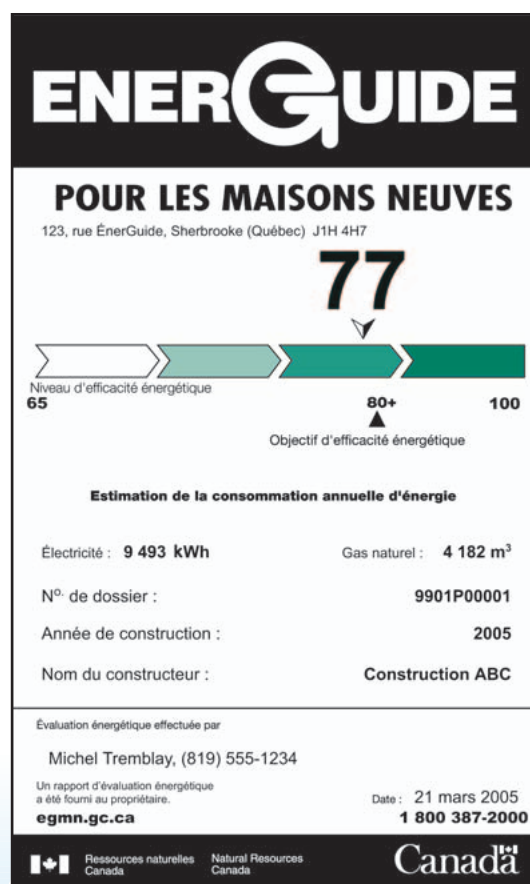 ENERGUIDE
POUR LES MAISONS NEUVES
123, rue ÉnerGuide, Sherbrooke (Québec) J1H 4H7
77
Niveau d'efficacité énergétique
65 80+ 100
Objectif d'efficacité énergétique
Estimation de la consommation annuelle d'énergie
Électricité : 9 493 kWh Gas naturel : 4 182 m³
Nº. de dossier : 9901P00001
Année de construction : 2005
Nom du constructeur : Construction ABC
Évaluation énergétique effectuée par
Michel Tremblay, (819) 555-1234
Un rapport d'évaluation énergétique
a été fourni au propriétaire.
Date : 21 mars 2005
egmn.gc.ca 1 800 387-2000
Ressources naturelles Natural Resources
Canada Canada
Canada